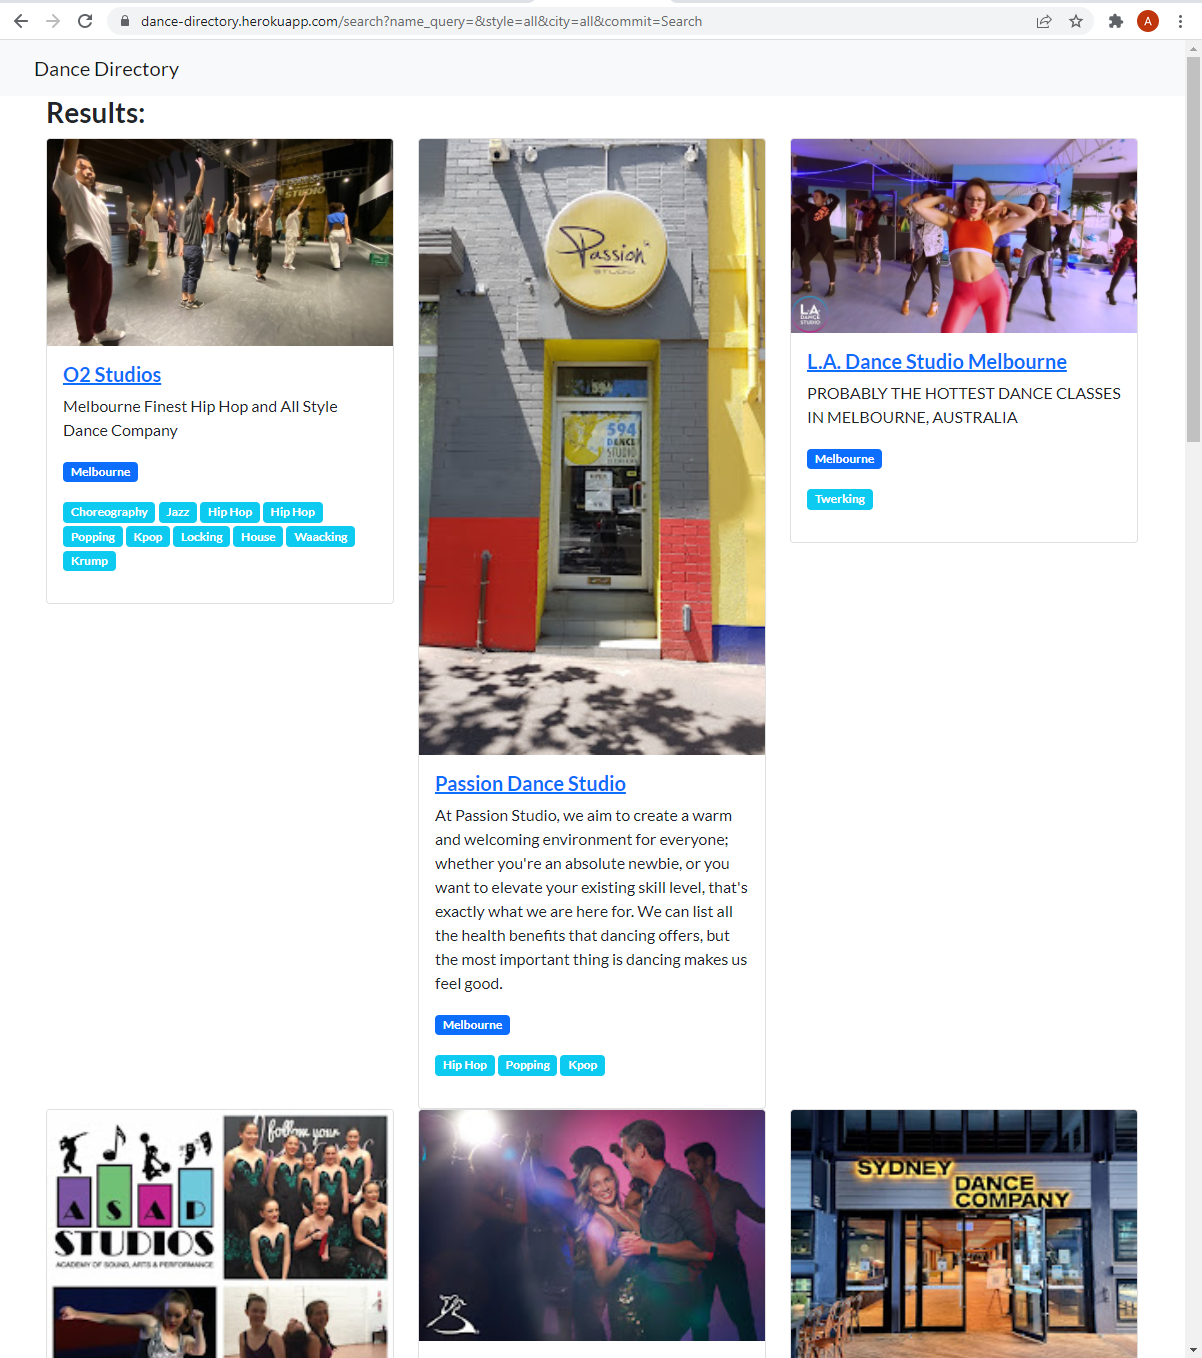 dance-directory.herokuapp.com/search?name_query=&style=all&city=all&commit=Search
A
Dance Directory
Results:
STUDIO
O2 Studios
Melbourne Finest Hip Hop and All Style
Dance Company
Melbourne
Choreography Jazz Hip Hop Hip Hop
Popping Kpop Locking House Waacking
Krump
Passion
STUDIO
594
DANCE
STUDIO
Passion Dance Studio
At Passion Studio, we aim to create a warm
and welcoming environment for everyone;
whether you're an absolute newbie, or you
want to elevate your existing skill level, that's
exactly what we are here for. We can list all
the health benefits that dancing offers, but
the most important thing is dancing makes us
feel good.
Melbourne
Hip Hop Popping Kpop
L.A.
DANCE
STUDIO
L.A. Dance Studio Melbourne
PROBABLY THE HOTTEST DANCE CLASSES
IN MELBOURNE, AUSTRALIA
Melbourne
Twerking
ASAP
STUDIOS
ACADEMY OF SOUND, ARTS & PERFORMANCE
follow your
SYDNEY
DANCE
COMPANY